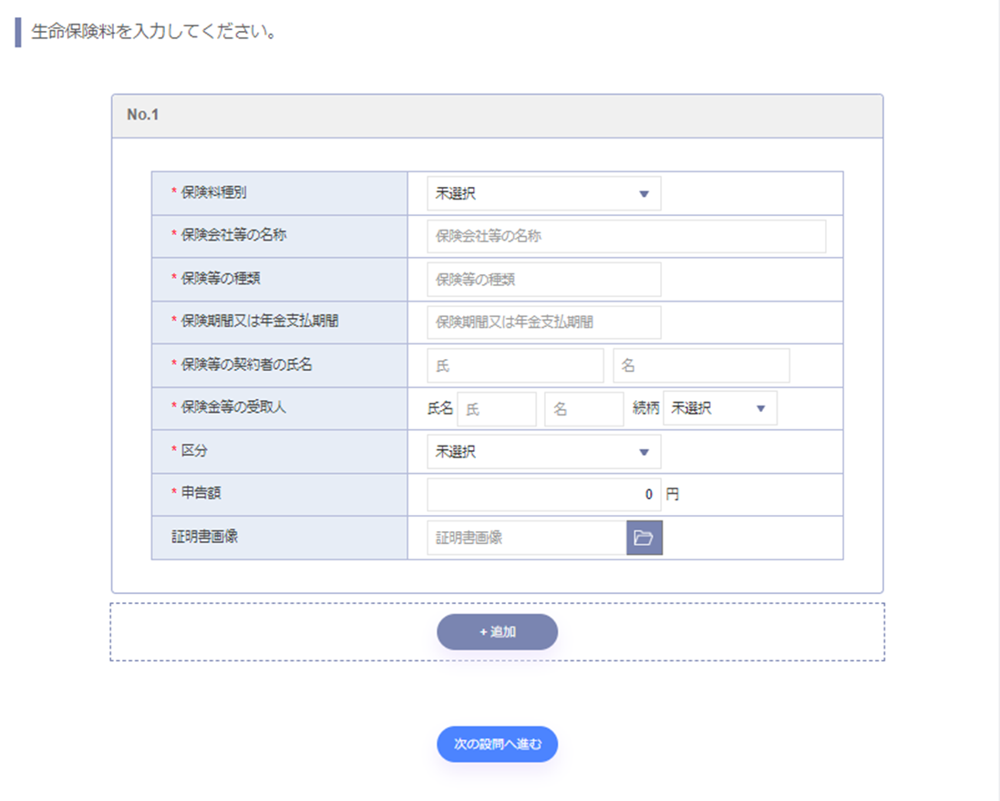 生命保険料を入力してください。
No.1
* 保険料種別 未選択
* 保険会社等の名称 保険会社等の名称
* 保険等の種類 保険等の種類
* 保険期間又は年金支払期間 保険期間又は年金支払期間
* 保険等の契約者の氏名 氏 名
* 保険金等の受取人 氏名 氏 名 続柄 未選択
* 区分 未選択
* 申告額 0 円
証明書画像 証明書画像
+ 追加
次の設問へ進む